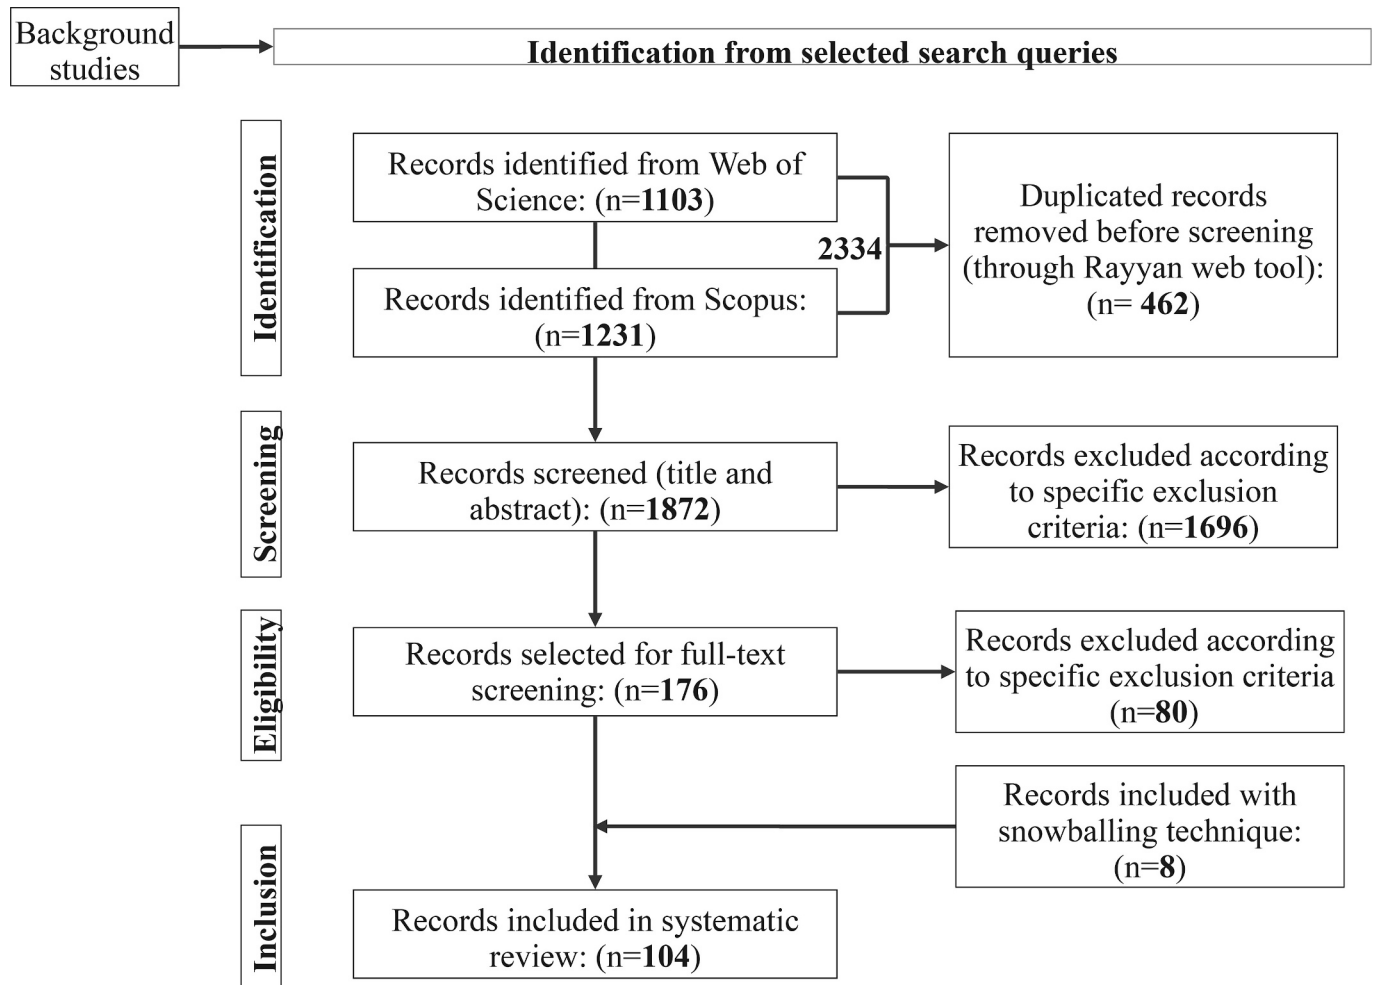 Background
studies
Identification from selected search queries
Identification
Records identified from Web of
Science: (n=1103)
2334
Records identified from Scopus:
(n=1231)
Duplicated records
removed before screening
(through Rayyan web tool):
(n= 462)
Screening
Records screened (title and
abstract): (n=1872)
Records excluded according
to specific exclusion
criteria: (n=1696)
Eligibility
Records selected for full-text
screening: (n=176)
Records excluded according
to specific exclusion criteria
(n=80)
Records included with
snowballing technique:
(n=8)
Inclusion
Records included in systematic
review: (n=104)